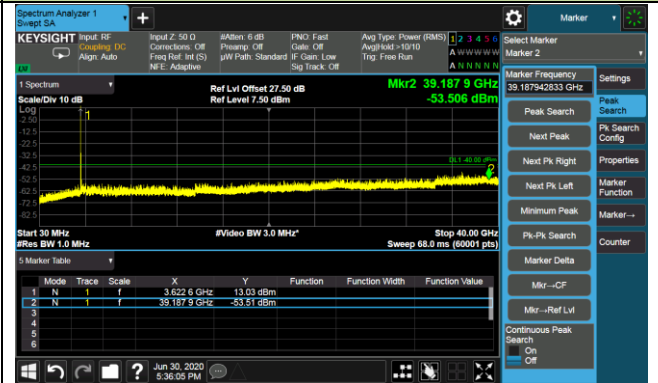 Spectrum Analyzer 1
Swept SA
+
Marker
KEYSIGHT Input: RF Input Z: 50 Ω #Atten: 6 dB PNO: Fast Avg Type: Power (RMS) 1 2 3 4 5 6
Coupling: DC Corrections: Off Preamp: Off Gate: Off Avg|Hold:>10/10 A W W W W W
Align: Auto Freq Ref: Int (S) µW Path: Standard IF Gain: Low Trig: Free Run
NFE: Adaptive Sig Track: Off A N N N N N
LXI
Select Marker
Marker 2
1 Spectrum
Ref Lvl Offset 27.50 dB Mkr2 39.187 9 GHz
Scale/Div 10 dB Ref Level 7.50 dBm -53.506 dBm
Log
-2.50
-12.5
-22.5
-32.5
-42.5
-52.5
-62.5
-72.5
-82.5
1
2
DL1 -40.00 dBm
Start 30 MHz #Video BW 3.0 MHz* Stop 40.00 GHz
#Res BW 1.0 MHz Sweep 68.0 ms (60001 pts)
5 Marker Table
Mode Trace Scale X Y Function Function Width Function Value
1 N 1 f 3.622 6 GHz 13.03 dBm
2 N 1 f 39.187 9 GHz -53.51 dBm
3
4
5
6
Marker Frequency
39.187942833 GHz
Peak Search
Next Peak
Next Pk Right
Next Pk Left
Minimum Peak
Pk-Pk Search
Marker Delta
Mkr→CF
Mkr→Ref Lvl
Continuous Peak
Search
On
Off
Settings
Peak
Search
Pk Search
Config
Properties
Marker
Function
Marker→
Counter
? Jun 30, 2020
5:36:05 PM